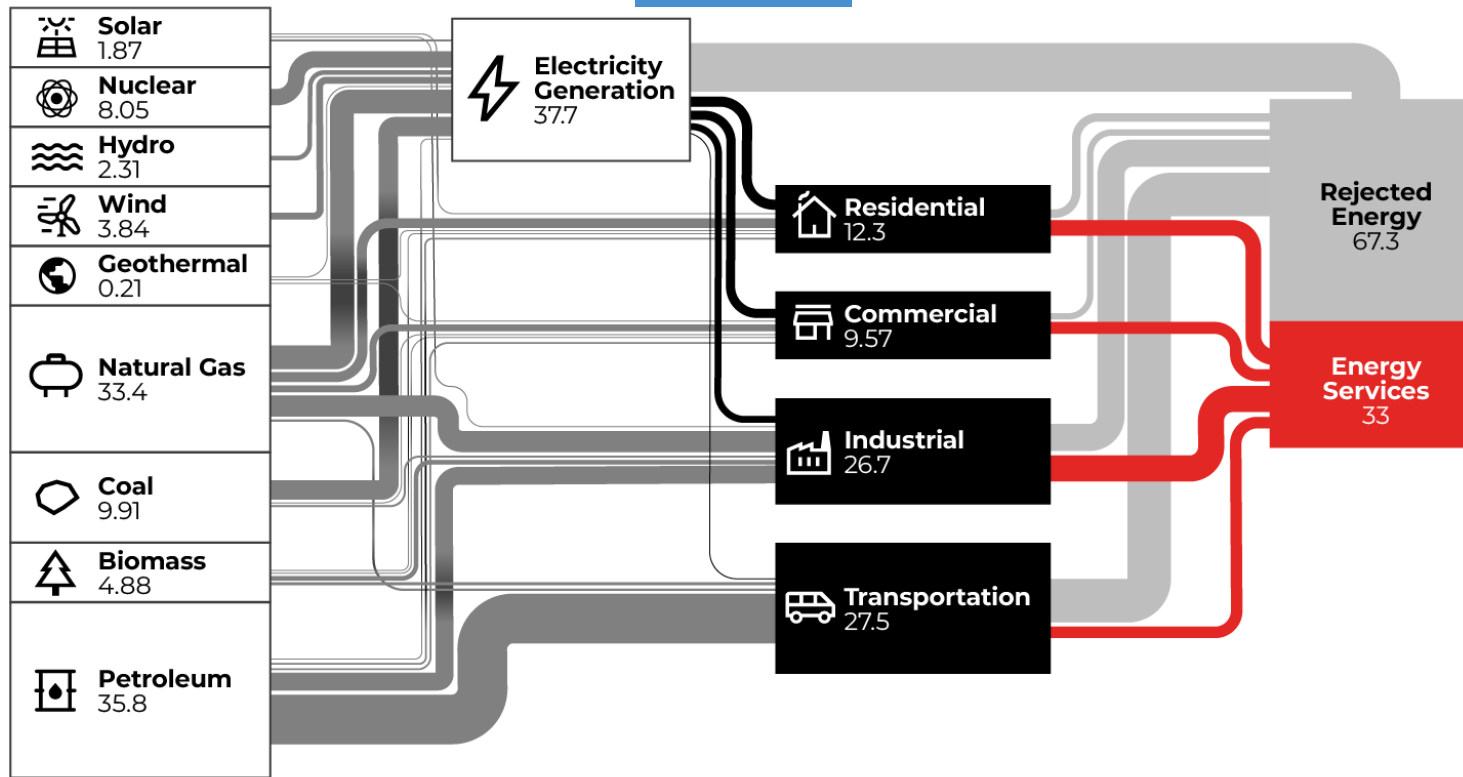 Solar
1.87
Nuclear
8.05
Hydro
2.31
Wind
3.84
Geothermal
0.21
Natural Gas
33.4
Coal
9.91
Biomass
4.88
Petroleum
35.8
Electricity
Generation
37.7
Residential
12.3
Commercial
9.57
Industrial
26.7
Transportation
27.5
Rejected
Energy
67.3
Energy
Services
33